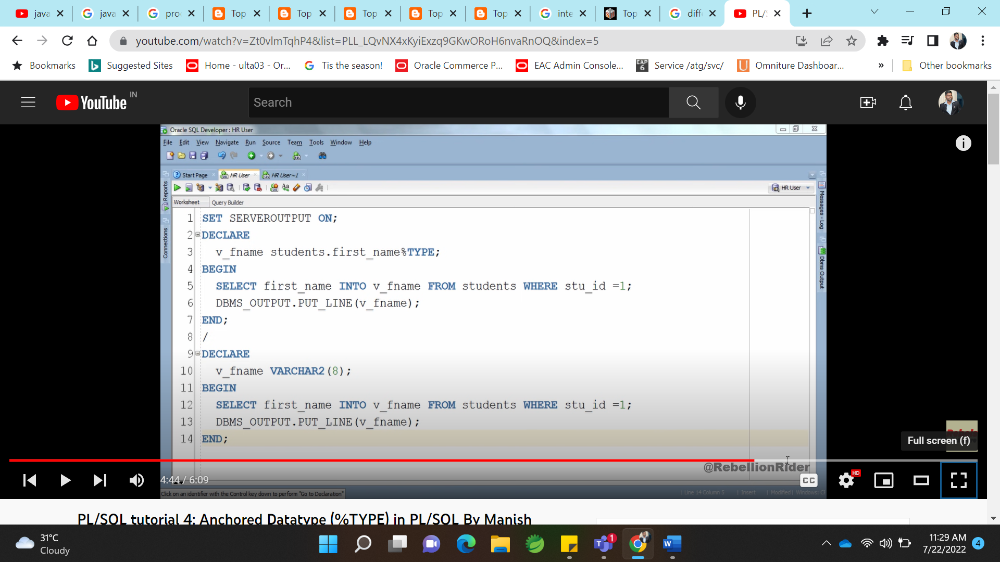 java
java
pro
Top
Top
Top
Top
Top
inte
Top
diff
PL/
youtube.com/watch?v=Zt0vlmTqhP4&list=PLL_LQvNX4xKyiExzq9GKwORoH6nvaRnOQ&index=5
Bookmarks Suggested Sites Home - ulta03 - Or... Tis the season! Oracle Commerce P... EAC Admin Console... EAP 6 Service /atg/svc/ Omniture Dashboar... » Other bookmarks
YouTube IN
Search
Oracle SQL Developer : HR User
File Edit View Navigate Run Source Team Tools Window Help
Start Page HR User HR User~1
HR User
Worksheet Query Builder
Reports
Connections
Messages - Log
Dbms Output
1 SET SERVEROUTPUT ON;
2 DECLARE
3 v_fname students.first_name%TYPE;
4 BEGIN
5 SELECT first_name INTO v_fname FROM students WHERE stu_id =1;
6 DBMS_OUTPUT.PUT_LINE(v_fname);
7 END;
8 /
9 DECLARE
10 v_fname VARCHAR2(8);
11 BEGIN
12 SELECT first_name INTO v_fname FROM students WHERE stu_id =1;
13 DBMS_OUTPUT.PUT_LINE(v_fname);
14 END;
Full screen (f)
@RebellionRider
4:44 / 6:09
CC
HD
Click on an identifier with the Control key down to perform "Go to Declaration"
Line 14 Column 5 Insert Modified Windows: C
PL/SQL tutorial 4: Anchored Datatype (%TYPE) in PL/SQL By Manish
31°C
Cloudy
1
11:29 AM
7/22/2022
4